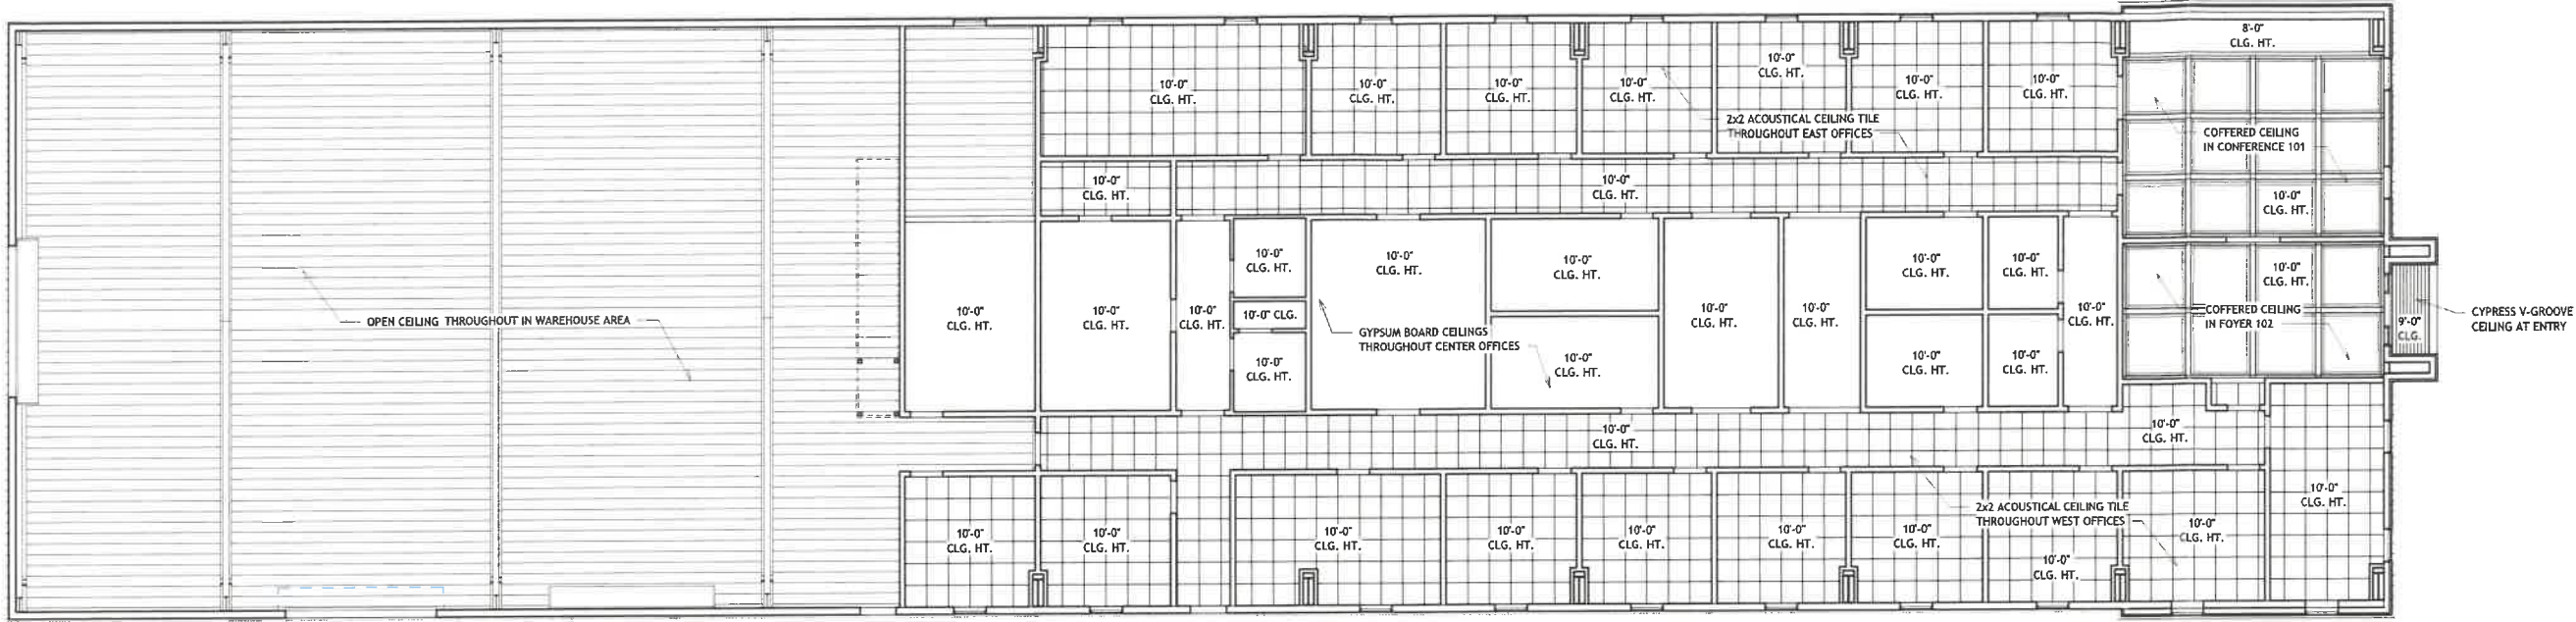 8'-0"
CLG. HT.
10'-0"
CLG. HT.
10'-0"
CLG. HT.
10'-0"
CLG. HT.
10'-0"
CLG. HT.
10'-0"
CLG. HT.
10'-0"
CLG. HT.
10'-0"
CLG. HT.
2x2 ACOUSTICAL CEILING TILE
THROUGHOUT EAST OFFICES
COFFERED CEILING
IN CONFERENCE 101
10'-0"
CLG. HT.
10'-0"
CLG. HT.
10'-0"
CLG. HT.
10'-0"
CLG. HT.
10'-0"
CLG. HT.
10'-0"
CLG. HT.
10'-0"
CLG. HT.
10'-0"
CLG. HT.
10'-0"
CLG. HT.
OPEN CEILING THROUGHOUT IN WAREHOUSE AREA
10'-0"
CLG. HT.
10'-0"
CLG. HT.
10'-0"
CLG. HT.
10'-0" CLG.
10'-0"
CLG. HT.
10'-0"
CLG. HT.
10'-0"
CLG. HT.
COFFERED CEILING
IN FOYER 102
9'-0"
CLG.
CYPRESS V-GROOVE
CEILING AT ENTRY
GYPSUM BOARD CEILINGS
THROUGHOUT CENTER OFFICES
10'-0"
CLG. HT.
10'-0"
CLG. HT.
10'-0"
CLG. HT.
10'-0"
CLG. HT.
10'-0"
CLG. HT.
10'-0"
CLG. HT.
10'-0"
CLG. HT.
2x2 ACOUSTICAL CEILING TILE
THROUGHOUT WEST OFFICES
10'-0"
CLG. HT.
10'-0"
CLG. HT.
10'-0"
CLG. HT.
10'-0"
CLG. HT.
10'-0"
CLG. HT.
10'-0"
CLG. HT.
10'-0"
CLG. HT.
10'-0"
CLG. HT.
10'-0"
CLG. HT.
10'-0"
CLG. HT.